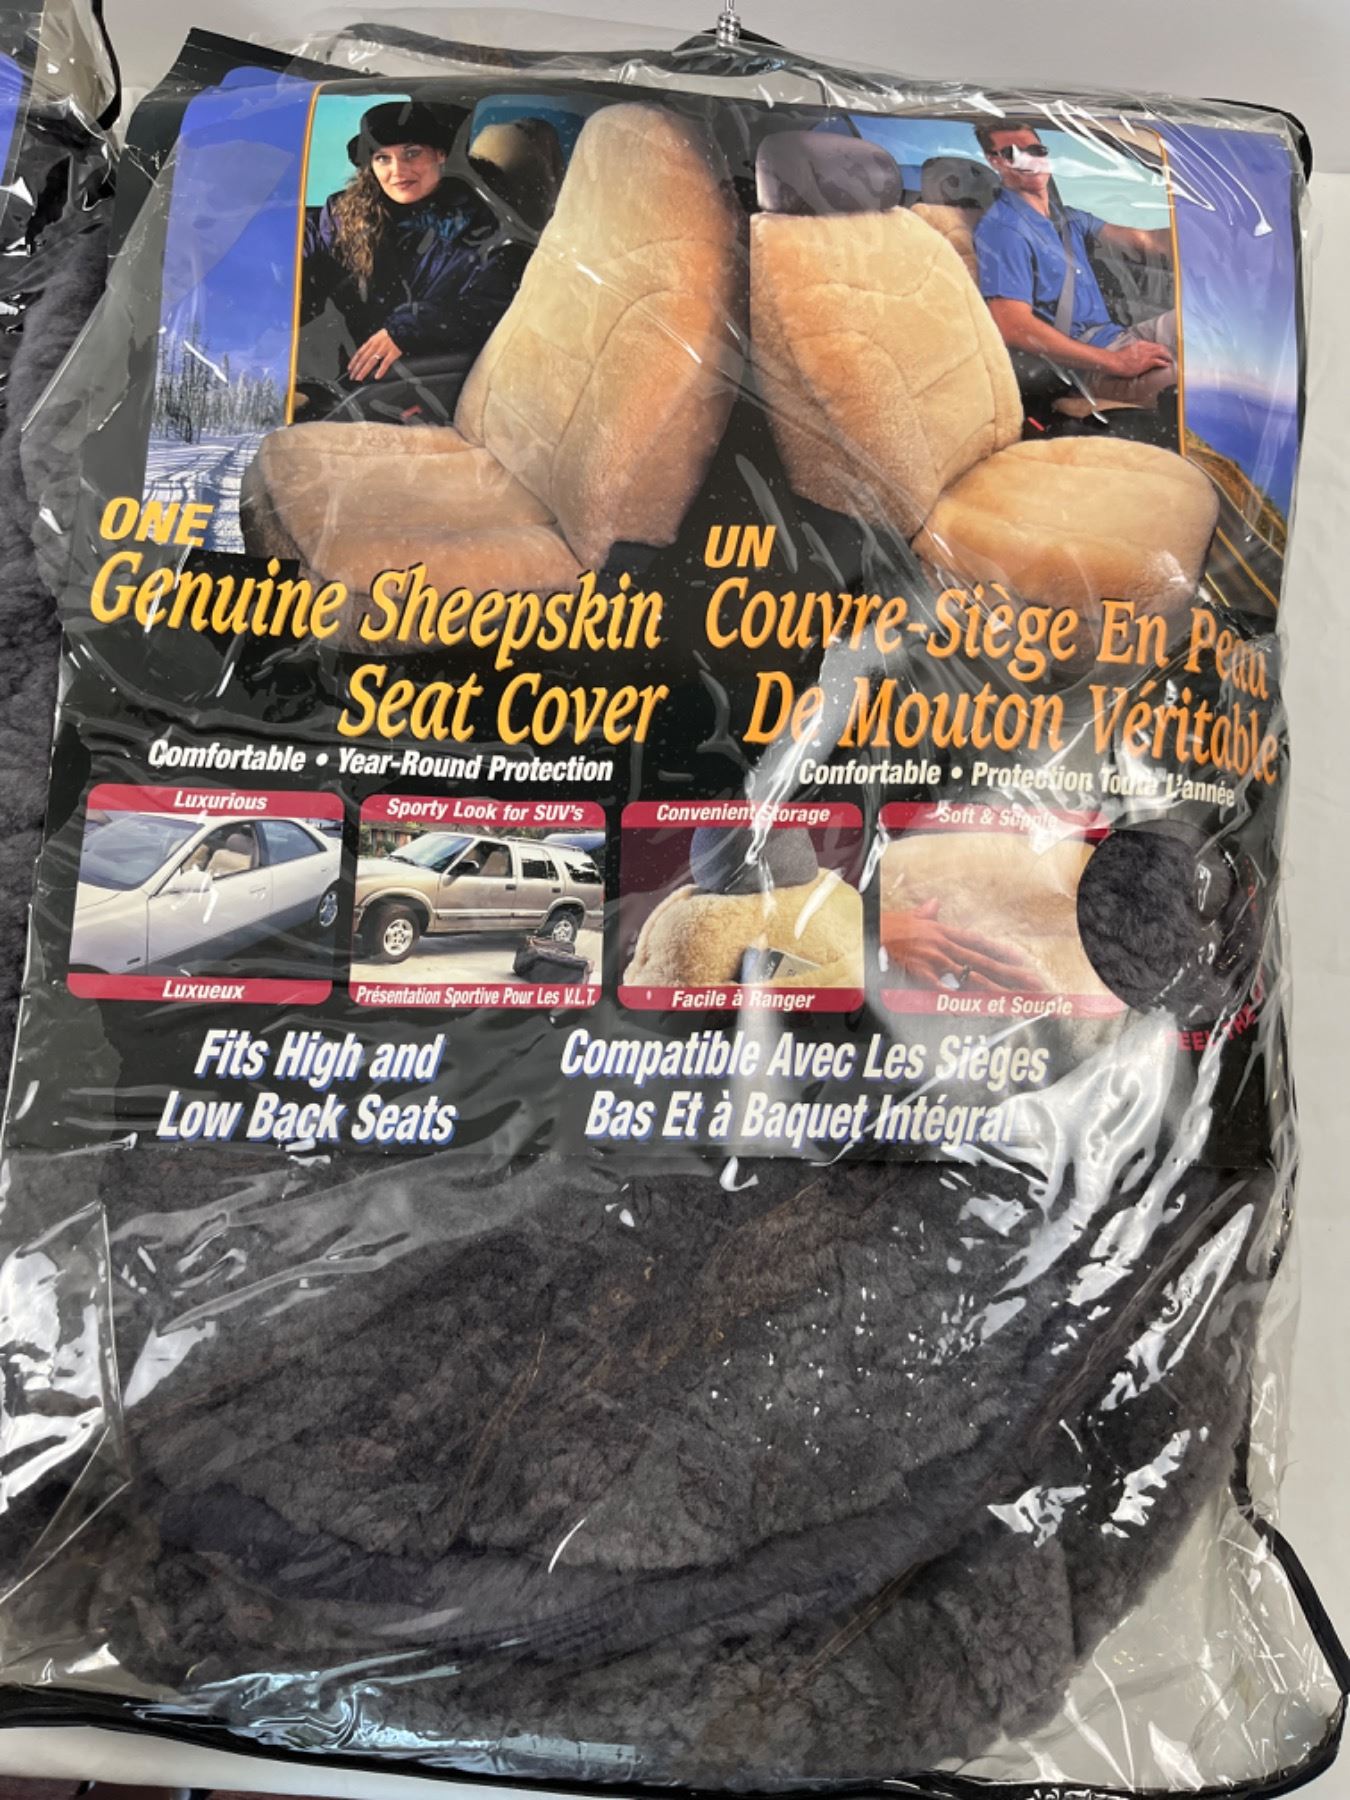 ONE
Genuine Sheepskin
Seat Cover
Comfortable • Year-Round Protection
UN
Couvre-Siège En Peau
De Mouton Véritable
Confortable • Protection Toute L'année
Luxurious
Luxueux
Sporty Look for SUV's
Présentation Sportive Pour Les V.L.T.
Convenient Storage
Facile à Ranger
Soft & Supple
Doux et Souple
FEEL THE
Fits High and
Low Back Seats
Compatible Avec Les Sièges
Bas Et à Baquet Intégral